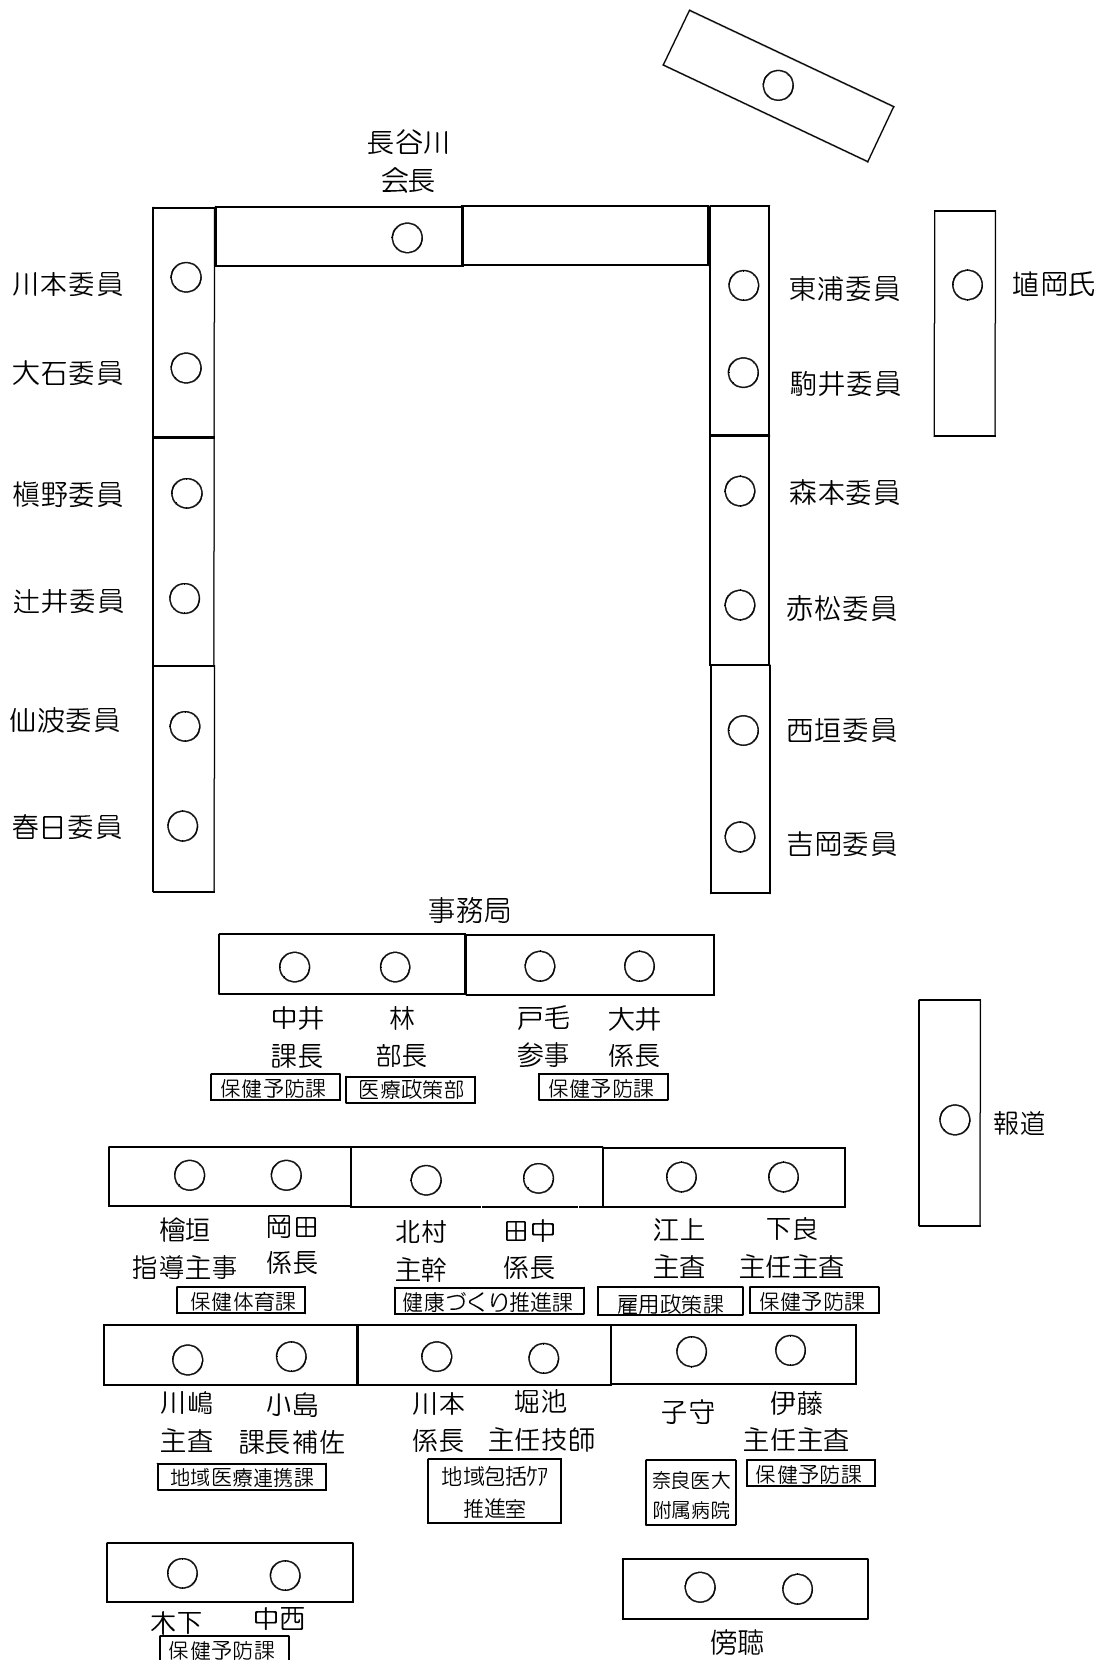 長谷川
会長
川本委員
東浦委員
埴岡氏
大石委員
駒井委員
槇野委員
森本委員
辻井委員
赤松委員
仙波委員
西垣委員
春日委員
吉岡委員
事務局
中井
課長
林
部長
戸毛
参事
大井
係長
保健予防課
医療政策部
保健予防課
報道
檜垣
指導主事
岡田
係長
北村
主幹
田中
係長
江上
主査
下良
主任主査
保健体育課
健康づくり推進課
雇用政策課
保健予防課
川嶋
主査
小島
課長補佐
川本
係長
堀池
主任技師
子守
伊藤
主任主査
地域医療連携課
地域包括ケア
推進室
奈良医大
附属病院
保健予防課
木下
中西
保健予防課
傍聴